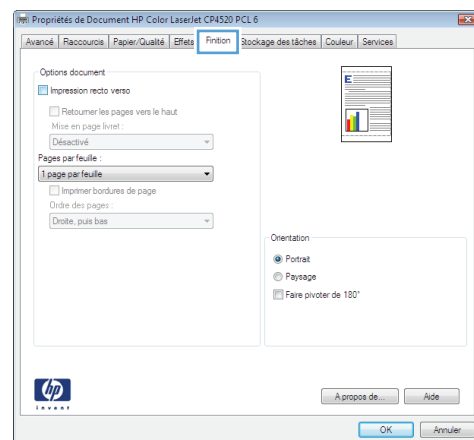 Propriétés de Document HP Color LaserJet CP4520 PCL 6
Avancé Raccourcis Papier/Qualité Effets Finition Stockage des tâches Couleur Services
Options document
Impression recto verso
Retourner les pages vers le haut
Mise en page livret :
Désactivé
Pages par feuille :
1 page par feuille
Imprimer bordures de page
Ordre des pages :
Droite, puis bas
E
Orientation
Portrait
Paysage
Faire pivoter de 180°
hp
invent
A propos de... Aide
OK Annuler